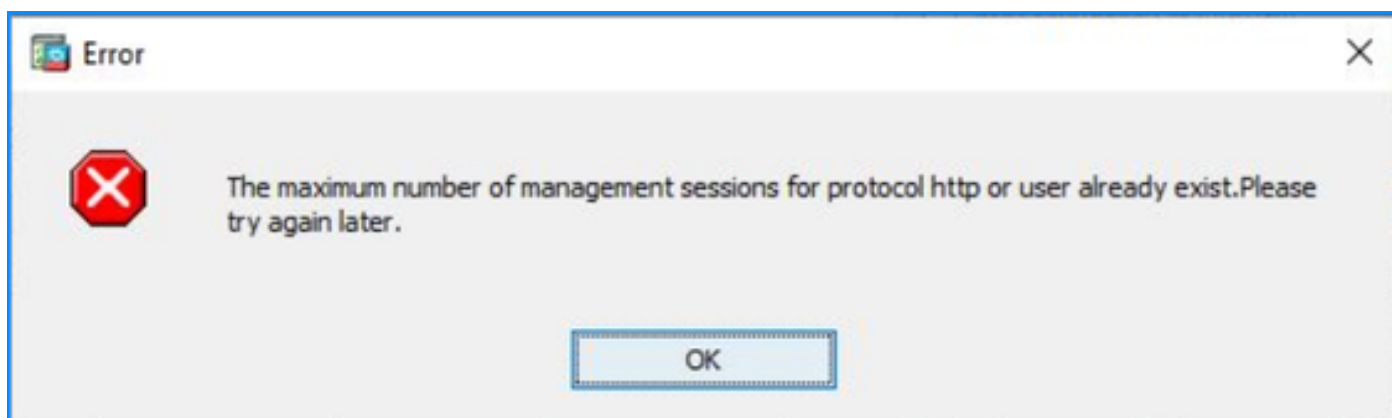 Error
The maximum number of management sessions for protocol http or user already exist.Please
try again later.
OK